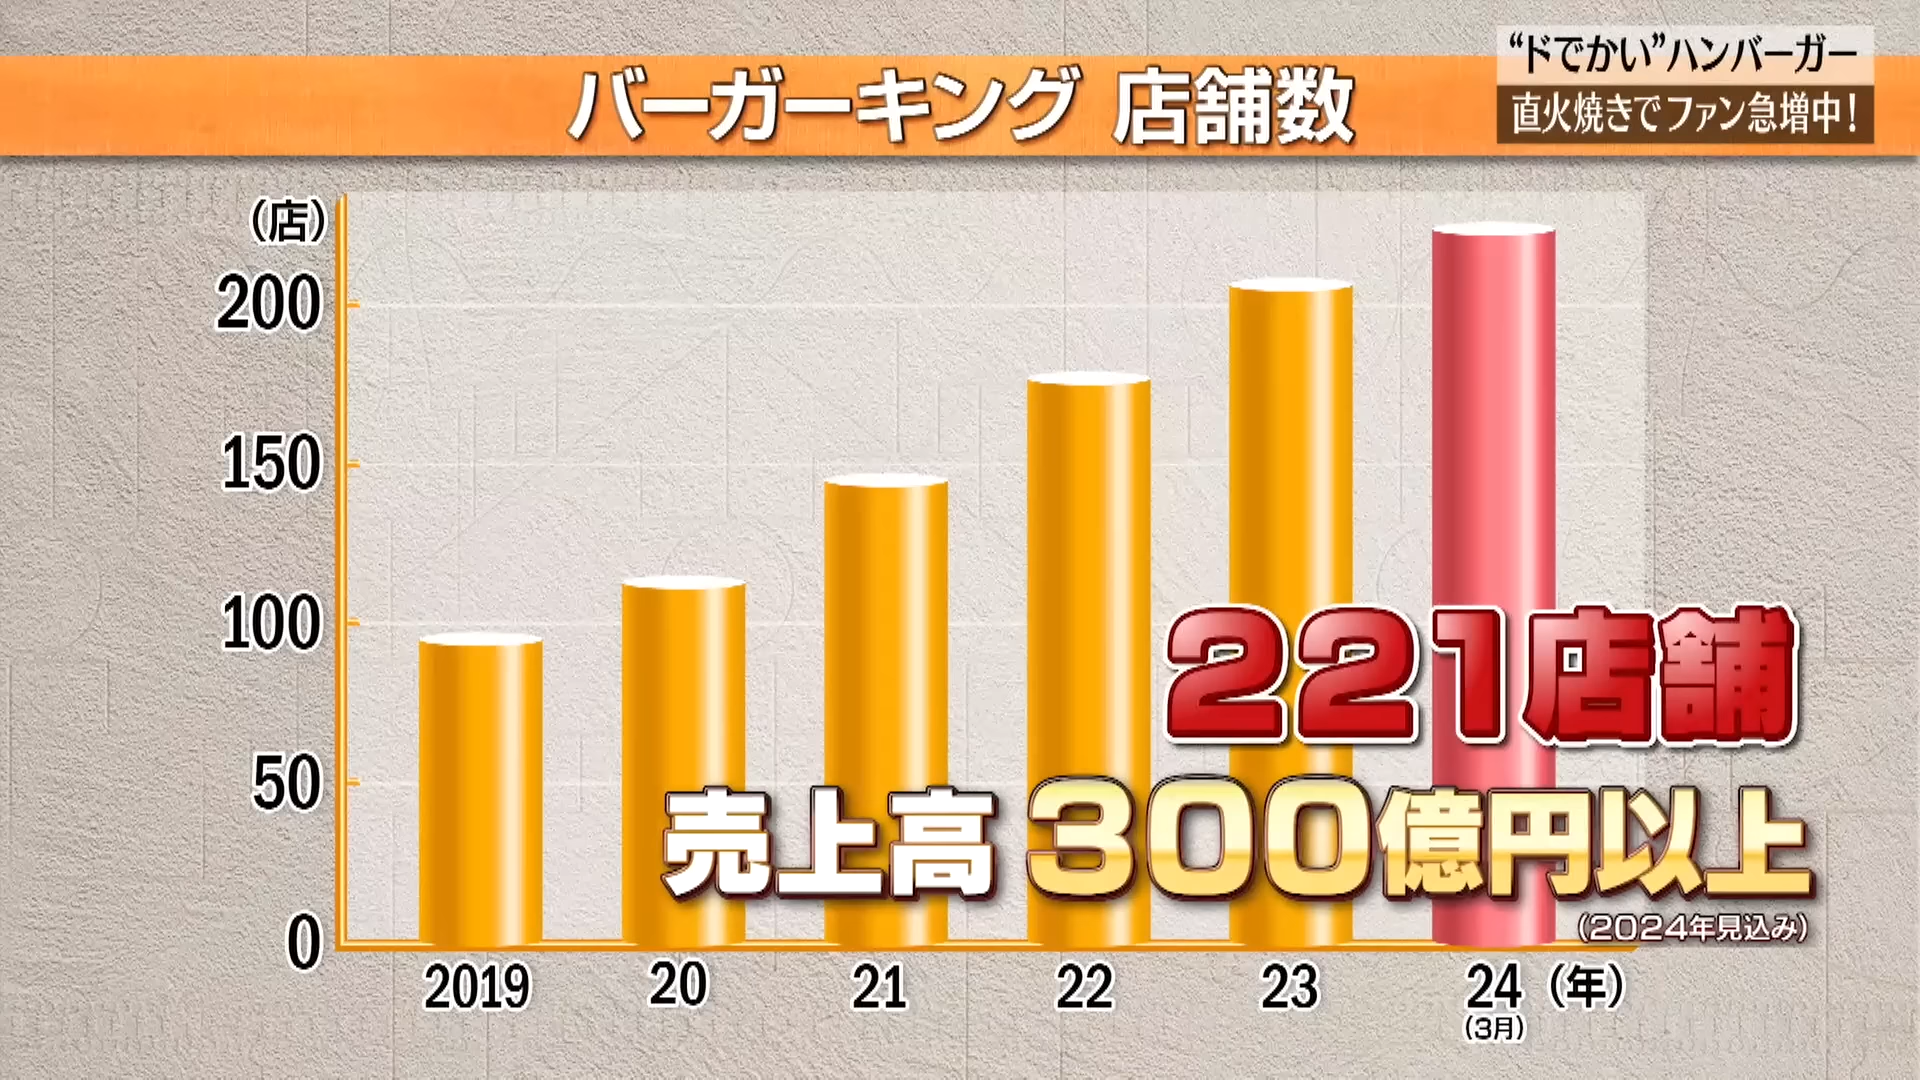 “ドでかい”ハンバーガー
直火焼きでファン急増中!
バーガーキング 店舗数
(店)
200
150
100
50
0
221店舗
売上高 300億円以上
(2024年見込み)
2019 20 21 22 23 24 (年)
(3月)